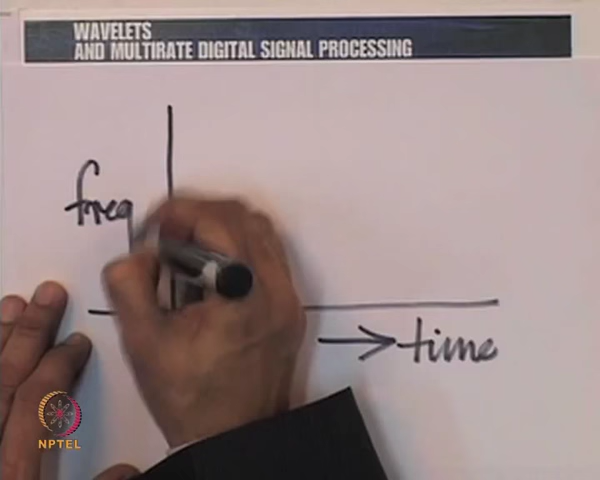 WAVELETS
AND MULTIRATE DIGITAL SIGNAL PROCESSING
freq
time
NPTEL